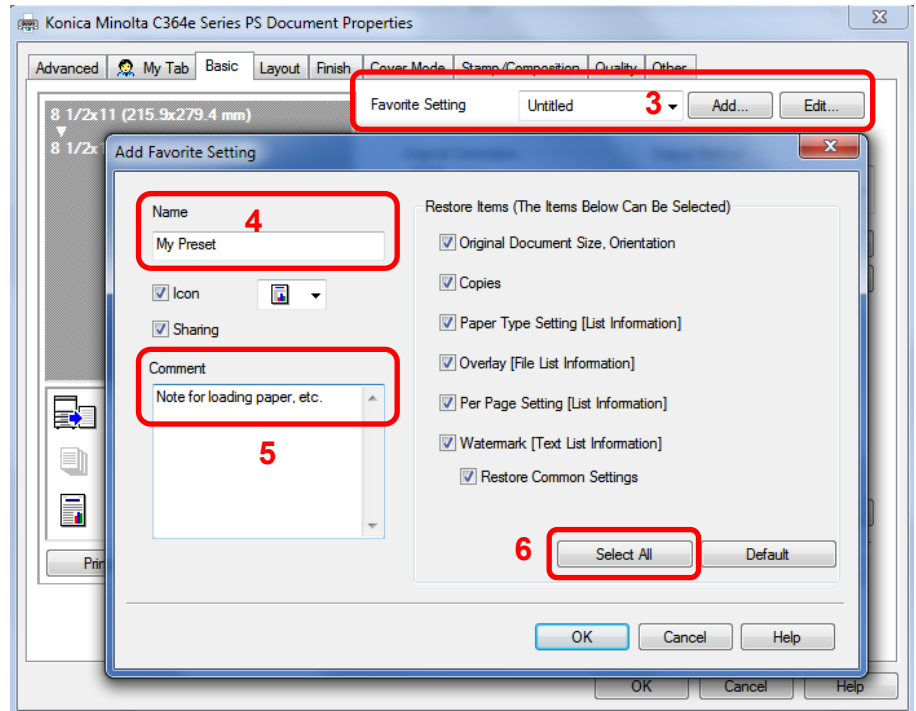 Konica Minolta C364e Series PS Document Properties
Advanced My Tab Basic Layout Finish Cover Mode Stamp/Composition Quality Other
Favorite Setting Untitled 3 Add... Edit...
8 1/2x11 (215.9x279.4 mm)
8 1/2x
Add Favorite Setting
Name 4
My Preset
Icon
Sharing
Comment
Note for loading paper, etc.
5
Restore Items (The Items Below Can Be Selected)
Original Document Size, Orientation
Copies
Paper Type Setting [List Information]
Overlay [File List Information]
Per Page Setting [List Information]
Watermark [Text List Information]
Restore Common Settings
6 Select All Default
Prin
OK Cancel Help
OK Cancel Help